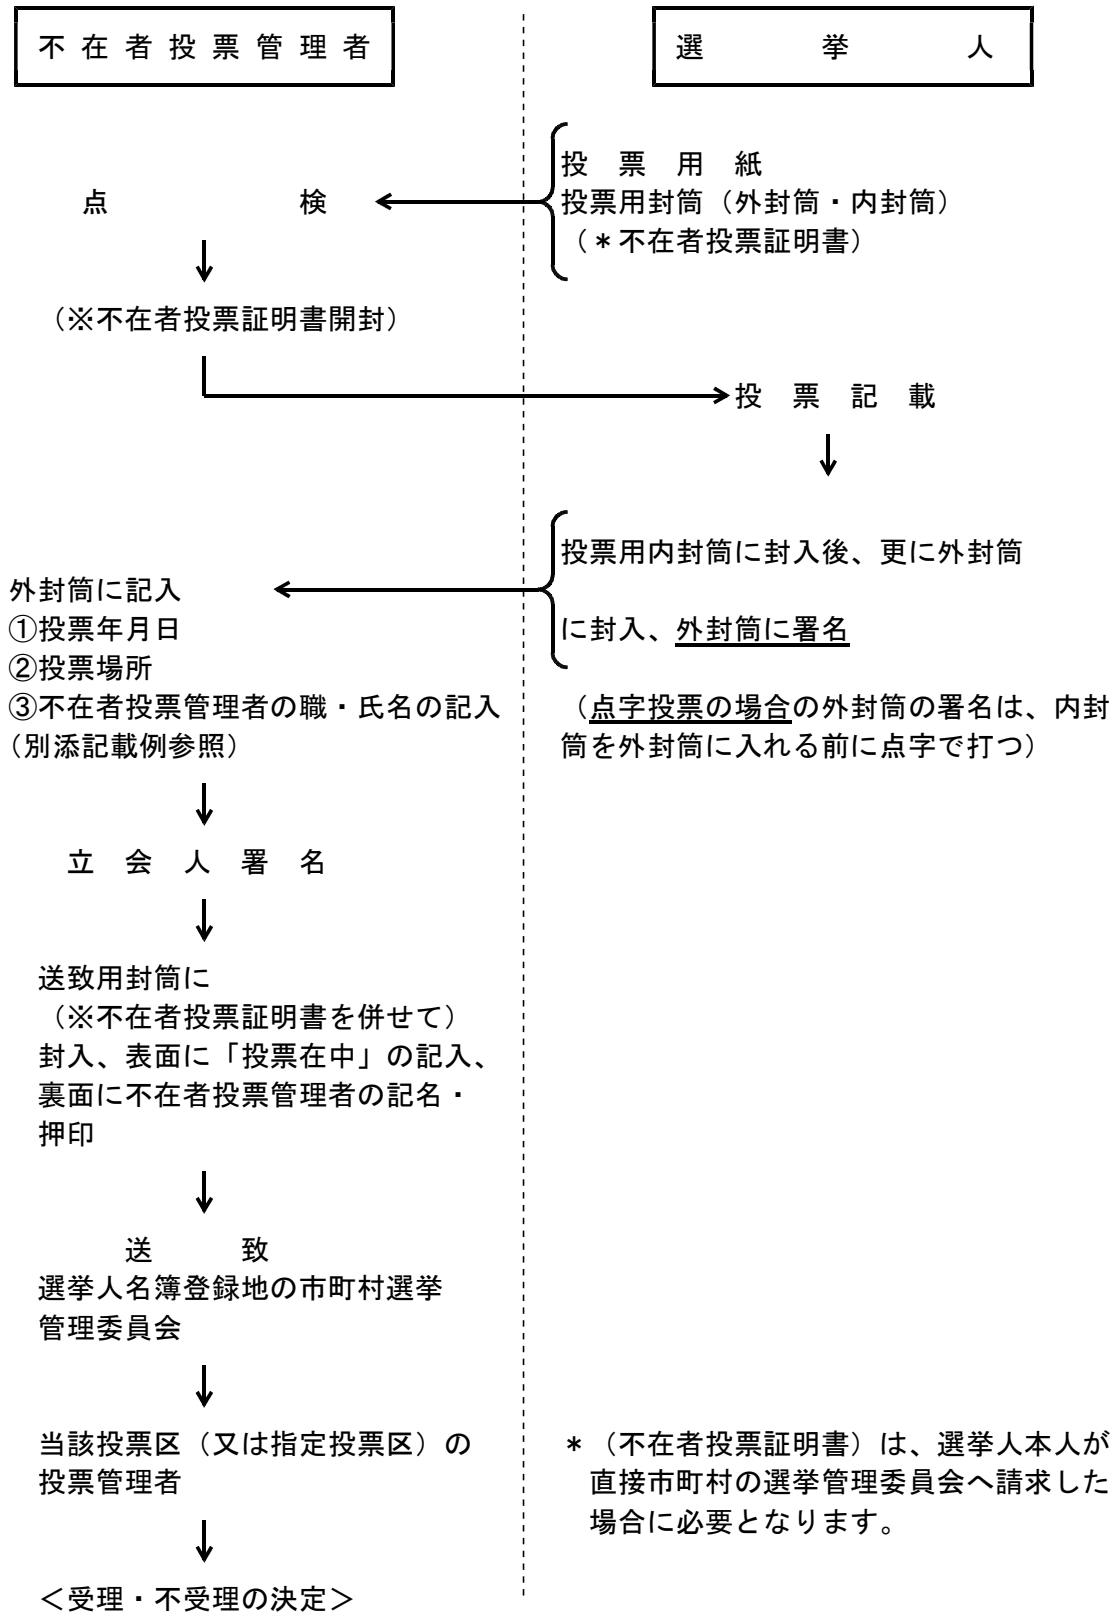 不在者投票管理者
選挙人
投票用紙
投票用封筒（外封筒・内封筒）
（＊不在者投票証明書）
点検
（※不在者投票証明書開封）
投票記載
投票用内封筒に封入後、更に外封筒
に封入、外封筒に署名
（点字投票の場合の外封筒の署名は、内封
筒を外封筒に入れる前に点字で打つ）
外封筒に記入
①投票年月日
②投票場所
③不在者投票管理者の職・氏名の記入
（別添記載例参照）
立会人署名
送致用封筒に
（※不在者投票証明書を併せて）
封入、表面に「投票在中」の記入、
裏面に不在者投票管理者の記名・
押印
送致
選挙人名簿登録地の市町村選挙
管理委員会
当該投票区（又は指定投票区）の
投票管理者
＜受理・不受理の決定＞
＊（不在者投票証明書）は、選挙人本人が
直接市町村の選挙管理委員会へ請求した
場合に必要となります。